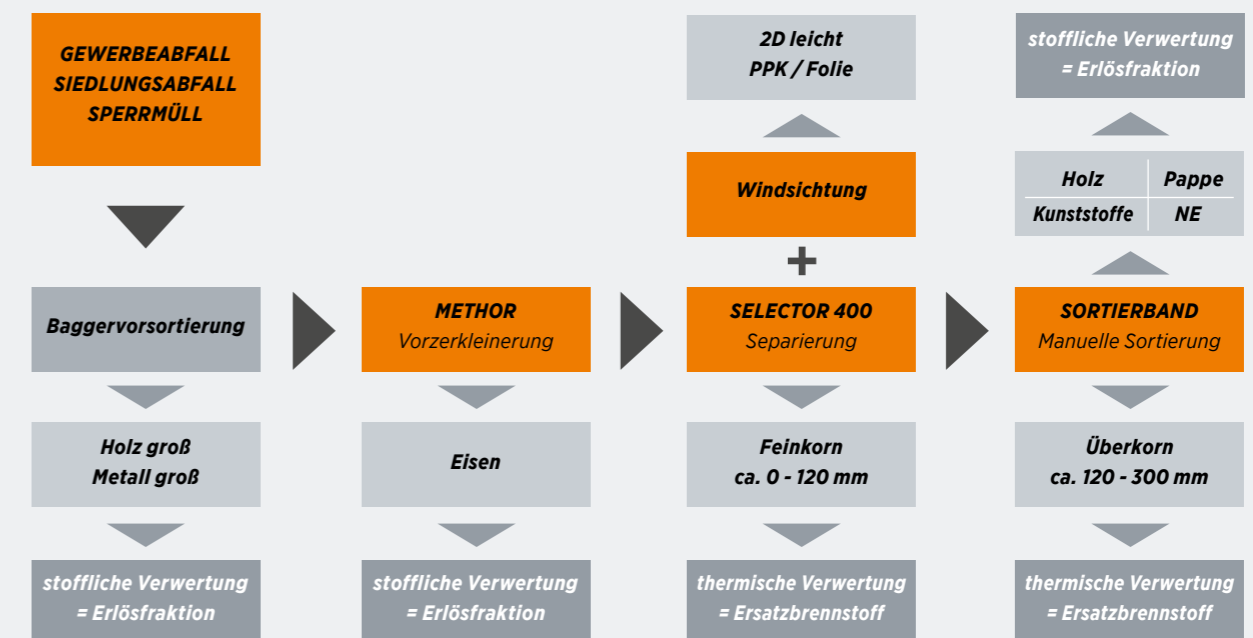 GEWERBEABFALL
SIEDLUNGSABFALL
SPERRMÜLL
2D leicht
PPK / Folie
stoffliche Verwertung
= Erlösfraktion
Windsichtung
Holz
Pappe
Kunststoffe
NE
+
Baggervorsortierung
METHOR
Vorzerkleinerung
SELECTOR 400
Separierung
SORTIERBAND
Manuelle Sortierung
Holz groß
Metall groß
Eisen
Feinkorn
ca. 0 - 120 mm
Überkorn
ca. 120 - 300 mm
stoffliche Verwertung
= Erlösfraktion
stoffliche Verwertung
= Erlösfraktion
thermische Verwertung
= Ersatzbrennstoff
thermische Verwertung
= Ersatzbrennstoff